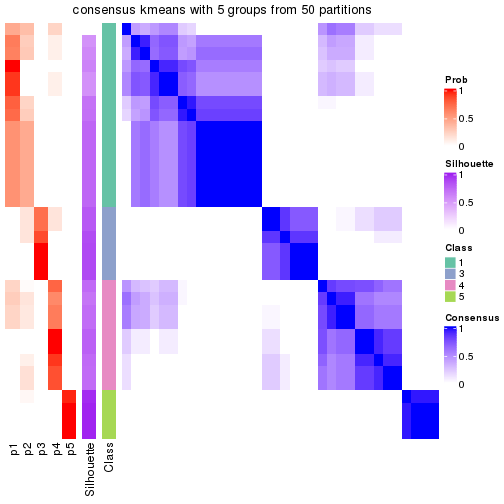 consensus kmeans with 5 groups from 50 partitions
Prob
1
0.5
0
Silhouette
1
0.5
0
Class
1
3
4
5
Consensus
1
0.5
0
p1
p2
p3
p4
p5
Silhouette
Class